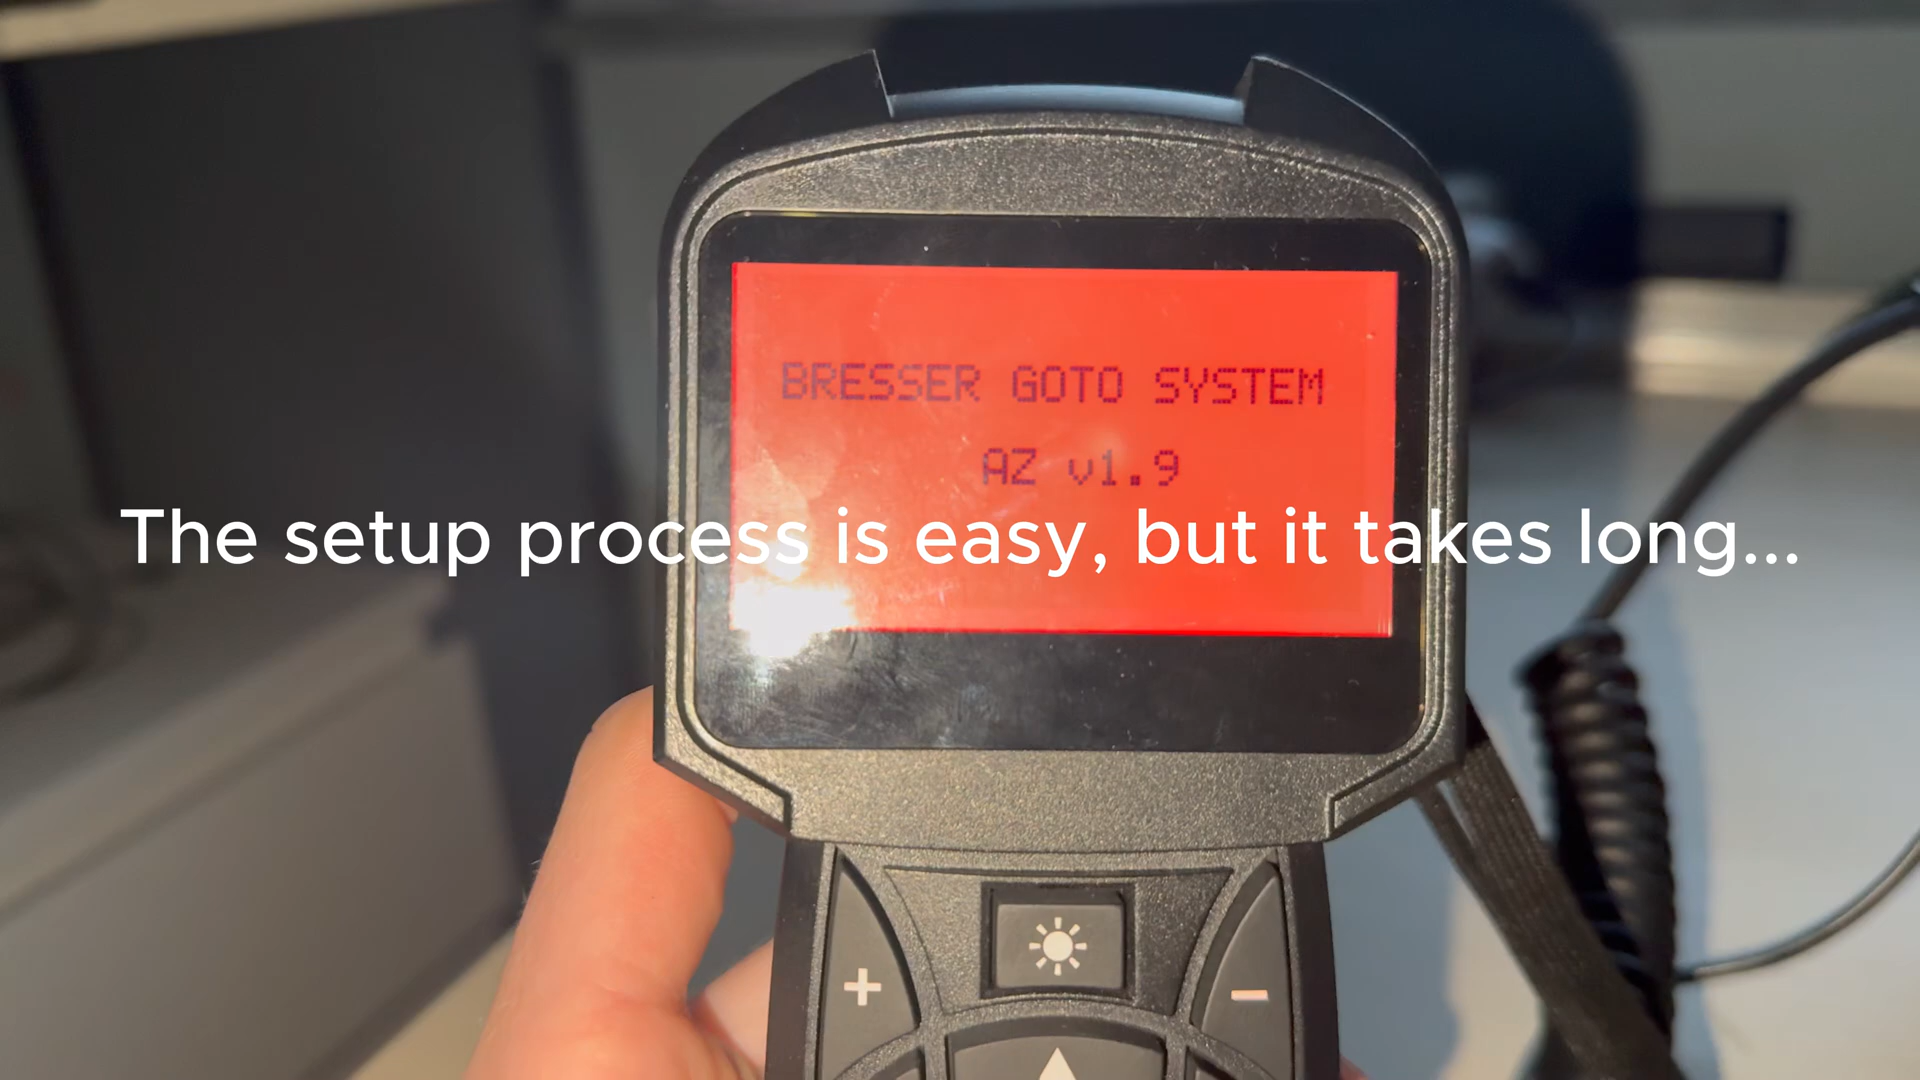 BRESSER GOTO SYSTEM
AZ v1.9
The setup process is easy, but it takes long...
+
-